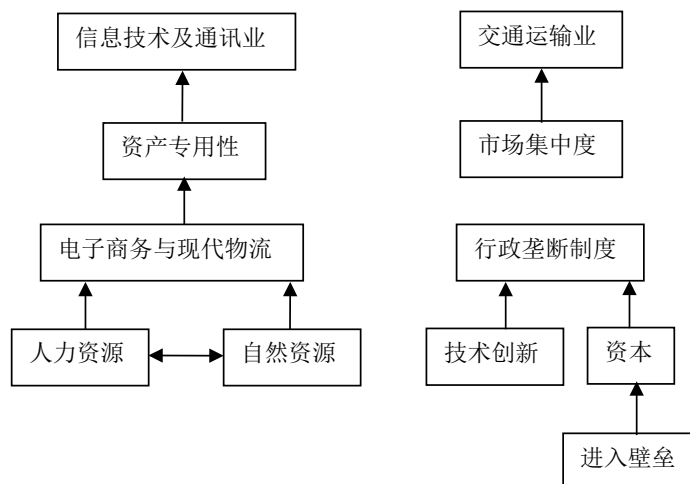 信息技术及通讯业
交通运输业
资产专用性
市场集中度
电子商务与现代物流
行政垄断制度
人力资源
自然资源
技术创新
资本
进入壁垒